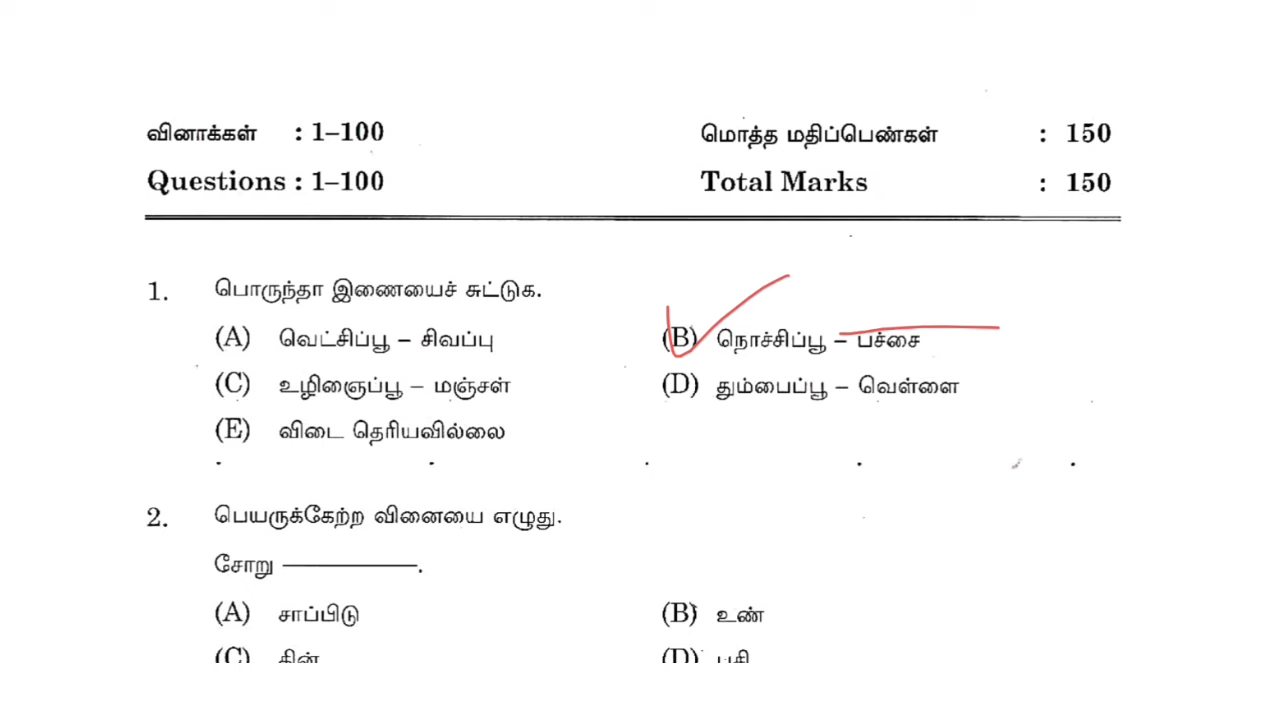 வினாக்கள் : 1–100 மொத்த மதிப்பெண்கள் : 150
Questions : 1–100 Total Marks : 150
1. பொருந்தா இணையைச் சுட்டுக.
(A) வெட்சிப்பூ – சிவப்பு (B) நொச்சிப்பூ – பச்சை
(C) உழிஞைப்பூ – மஞ்சள் (D) தும்பைப்பூ – வெள்ளை
(E) விடை தெரியவில்லை
2. பெயருக்கேற்ற வினையை எழுது.
சோறு ————.
(A) சாப்பிடு (B) உண்
(C) தின் (D)